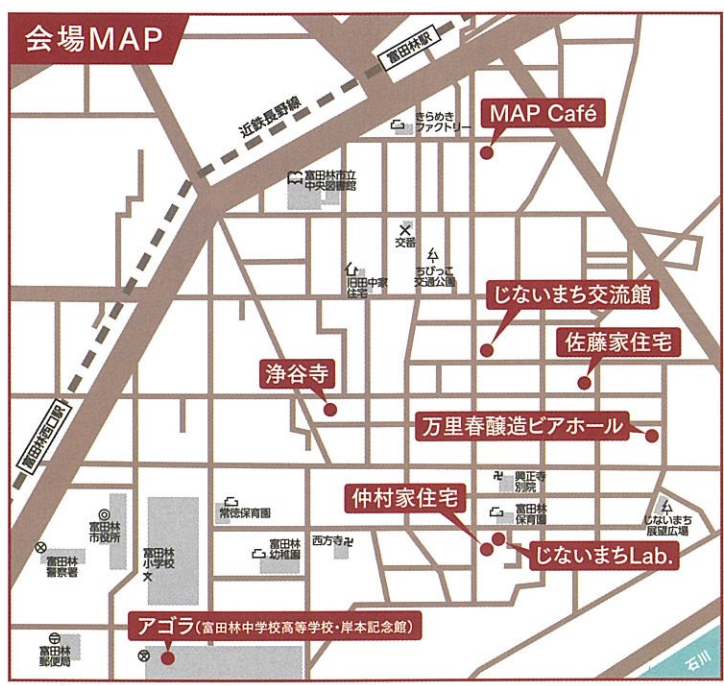 会場MAP
富田林駅
近鉄長野線
きらめき
ファクトリー
MAP Café
富田林市立
中央図書館
交番
旧田中家
住宅
ちびっこ
交通公園
じないまち交流館
佐藤家住宅
浄谷寺
万里春醸造ビアホール
富田林西口駅
興正寺
別院
仲村家住宅
富田林
保育園
じないまち
展望広場
常徳保育園
富田林
市役所
富田林
警察署
富田林
小学校
富田林
幼稚園
西方寺
じないまちLab.
アゴラ(富田林中学校高等学校・岸本記念館)
富田林
郵便局
石川